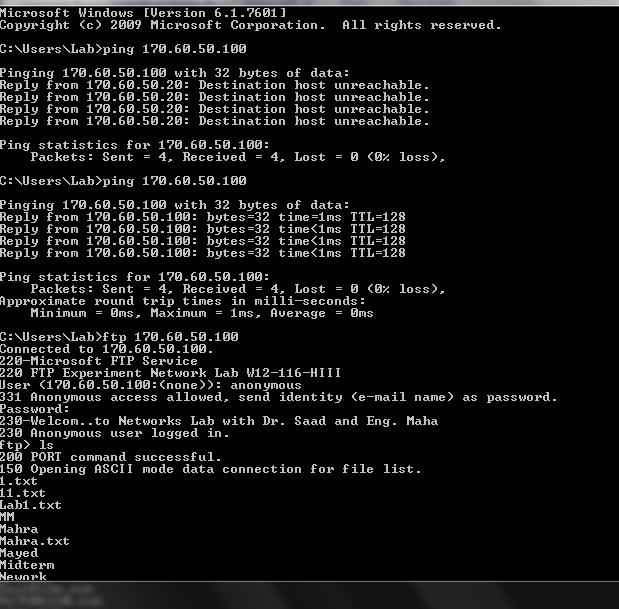 Microsoft Windows [Version 6.1.7601]
Copyright (c) 2009 Microsoft Corporation.  All rights reserved.
C:\Users\Lab>ping 170.60.50.100
Pinging 170.60.50.100 with 32 bytes of data:
Reply from 170.60.50.20: Destination host unreachable.
Reply from 170.60.50.20: Destination host unreachable.
Reply from 170.60.50.20: Destination host unreachable.
Reply from 170.60.50.20: Destination host unreachable.
Ping statistics for 170.60.50.100:
    Packets: Sent = 4, Received = 4, Lost = 0 (0% loss),
C:\Users\Lab>ping 170.60.50.100
Pinging 170.60.50.100 with 32 bytes of data:
Reply from 170.60.50.100: bytes=32 time=1ms TTL=128
Reply from 170.60.50.100: bytes=32 time<1ms TTL=128
Reply from 170.60.50.100: bytes=32 time<1ms TTL=128
Reply from 170.60.50.100: bytes=32 time<1ms TTL=128
Ping statistics for 170.60.50.100:
    Packets: Sent = 4, Received = 4, Lost = 0 (0% loss),
Approximate round trip times in milli-seconds:
    Minimum = 0ms, Maximum = 1ms, Average = 0ms
C:\Users\Lab>ftp 170.60.50.100
Connected to 170.60.50.100.
220-Microsoft FTP Service
220 FTP Experiment Network Lab W12-116-HIII
User (170.60.50.100:(none)): anonymous
331 Anonymous access allowed, send identity (e-mail name) as password.
Password:
230-Welcom..to Networks Lab with Dr. Saad and Eng. Maha
230 Anonymous user logged in.
ftp> ls
200 PORT command successful.
150 Opening ASCII mode data connection for file list.
1.txt
11.txt
Lab1.txt
MM
Mahra
Mahra.txt
Mayed
Midterm
Nework